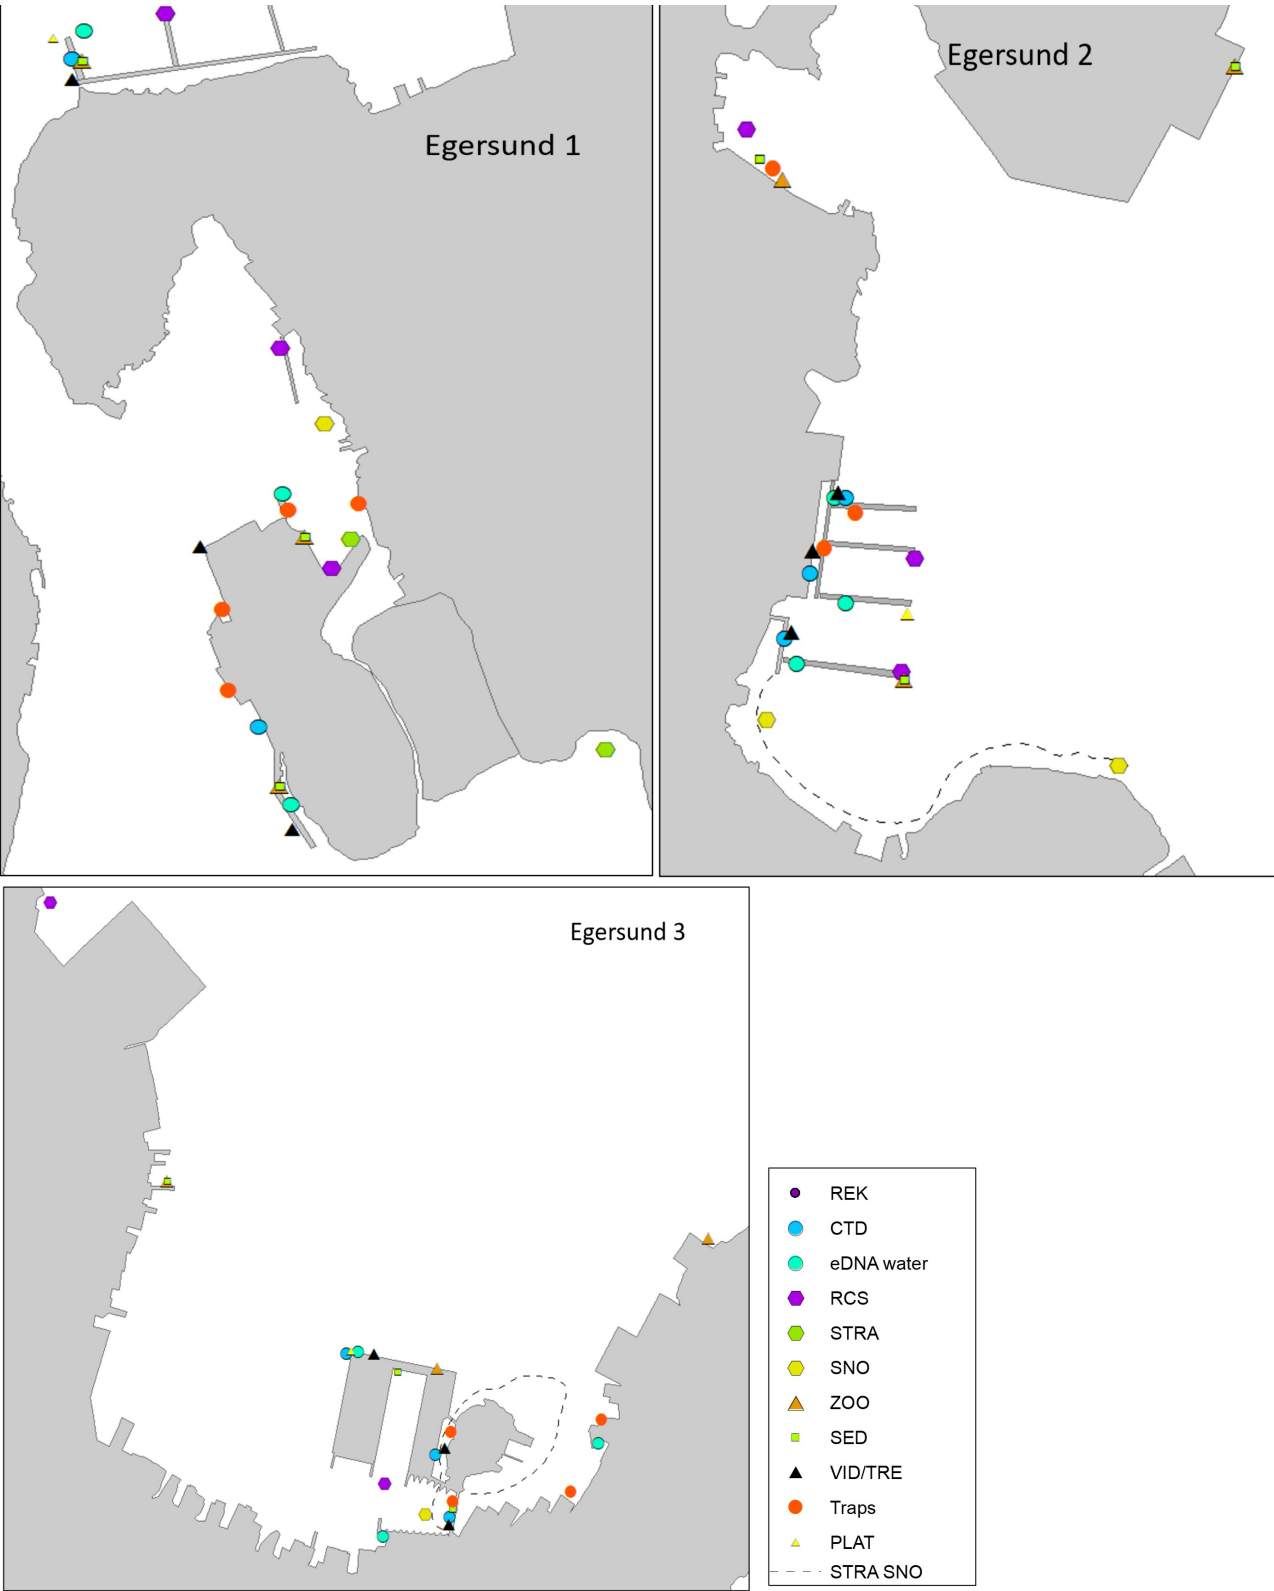 Egersund 1
Egersund 2
Egersund 3
REK
CTD
eDNA water
RCS
STRA
SNO
ZOO
SED
VID/TRE
Traps
PLAT
STRA SNO